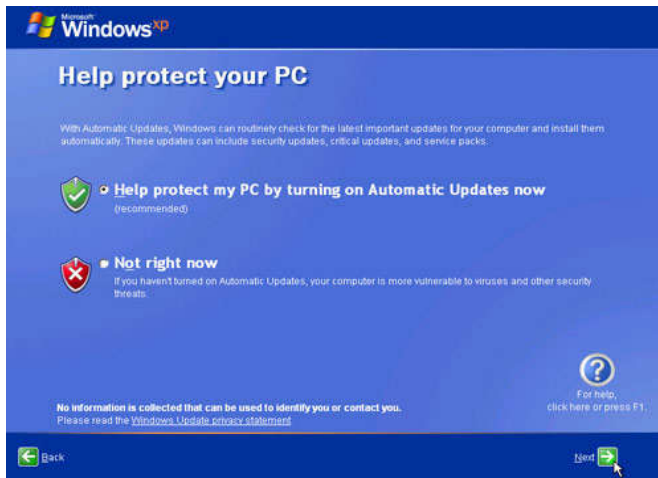 Microsoft
Windows xp
Help protect your PC
With Automatic Updates, Windows can routinely check for the latest important updates for your computer and install them
automatically. These updates can include security updates, critical updates, and service packs.
Help protect my PC by turning on Automatic Updates now
(recommended)
Not right now
If you haven't turned on Automatic Updates, your computer is more vulnerable to viruses and other security
threats.
For help,
click here or press F1.
No information is collected that can be used to identify you or contact you.
Please read the Windows Update privacy statement
Back
Next